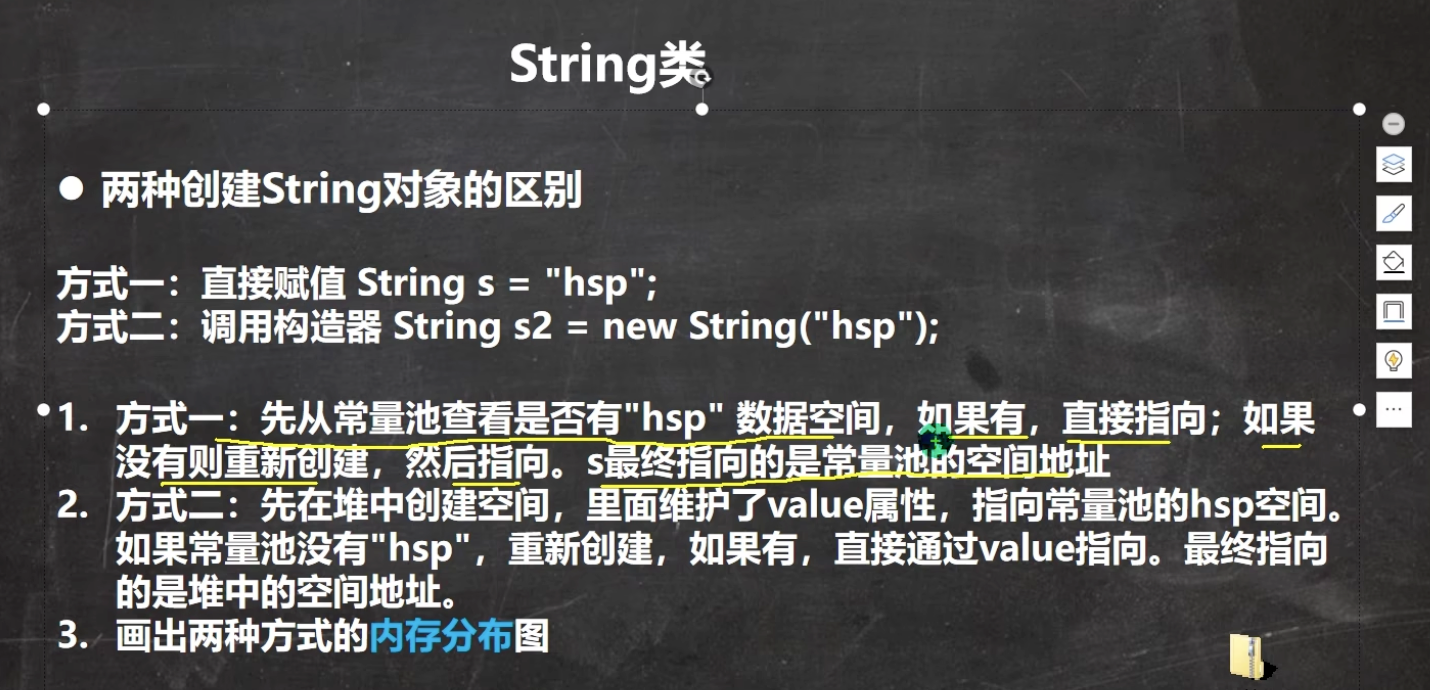 String类
● 两种创建String对象的区别
方式一：直接赋值 String s = "hsp";
方式二：调用构造器 String s2 = new String("hsp");
1. 方式一：先从常量池查看是否有"hsp" 数据空间，如果有，直接指向；如果
没有则重新创建，然后指向。s最终指向的是常量池的空间地址
2. 方式二：先在堆中创建空间，里面维护了value属性，指向常量池的hsp空间。
如果常量池没有"hsp"，重新创建，如果有，直接通过value指向。最终指向
的是堆中的空间地址。
3. 画出两种方式的内存分布图